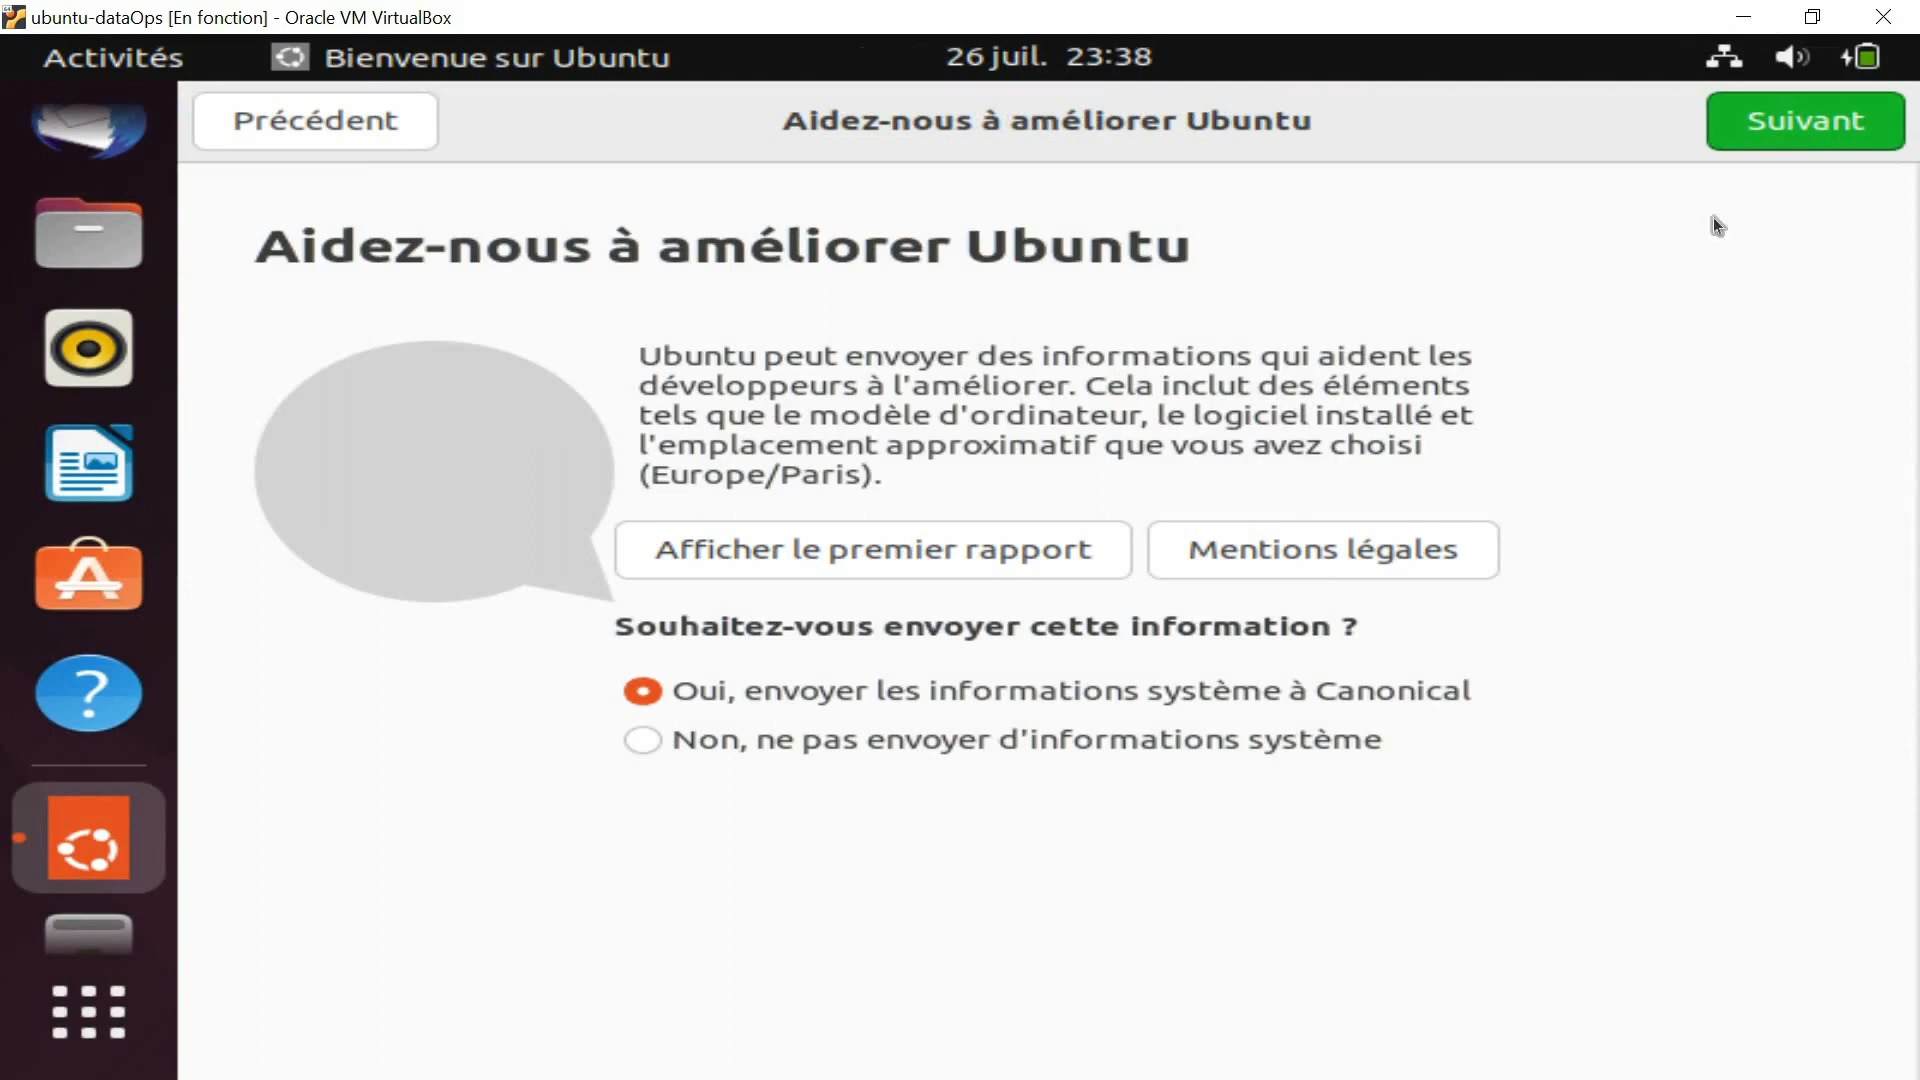 ubuntu-dataOps [En fonction] - Oracle VM VirtualBox
Activités
Bienvenue sur Ubuntu
26 juil. 23:38
Précédent
Aidez-nous à améliorer Ubuntu
Suivant
Aidez-nous à améliorer Ubuntu
Ubuntu peut envoyer des informations qui aident les
développeurs à l'améliorer. Cela inclut des éléments
tels que le modèle d'ordinateur, le logiciel installé et
l'emplacement approximatif que vous avez choisi
(Europe/Paris).
Afficher le premier rapport
Mentions légales
Souhaitez-vous envoyer cette information ?
Oui, envoyer les informations système à Canonical
Non, ne pas envoyer d'informations système